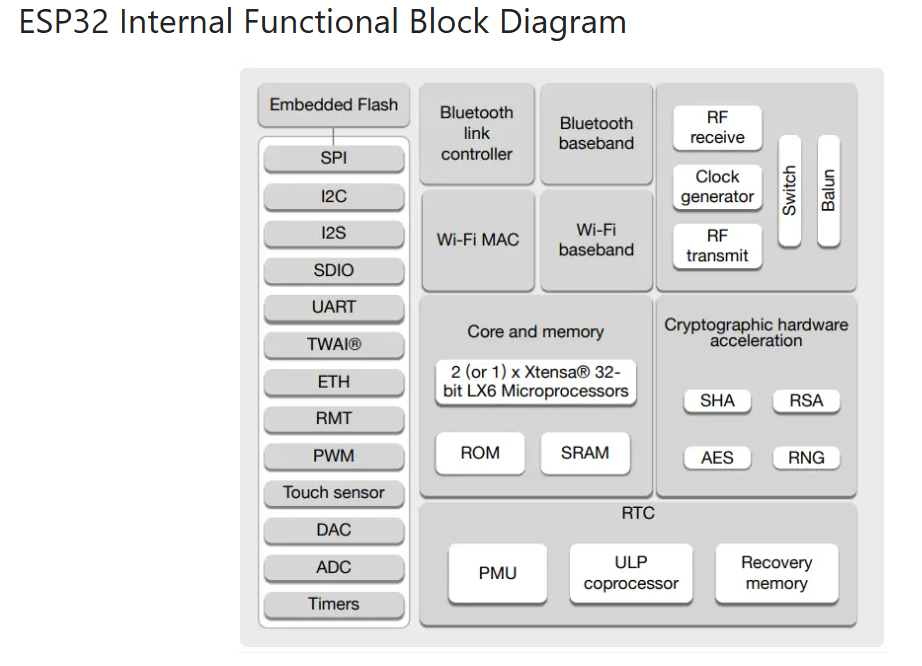 ESP32 Internal Functional Block Diagram
Embedded Flash
SPI
I2C
I2S
SDIO
UART
TWAI®
ETH
RMT
PWM
Touch sensor
DAC
ADC
Timers
Bluetooth
link
controller
Bluetooth
baseband
Wi-Fi MAC
Wi-Fi
baseband
RF
receive
Clock
generator
RF
transmit
Switch
Balun
Core and memory
2 (or 1) x Xtensa® 32-
bit LX6 Microprocessors
ROM
SRAM
Cryptographic hardware
acceleration
SHA
RSA
AES
RNG
RTC
PMU
ULP
coprocessor
Recovery
memory